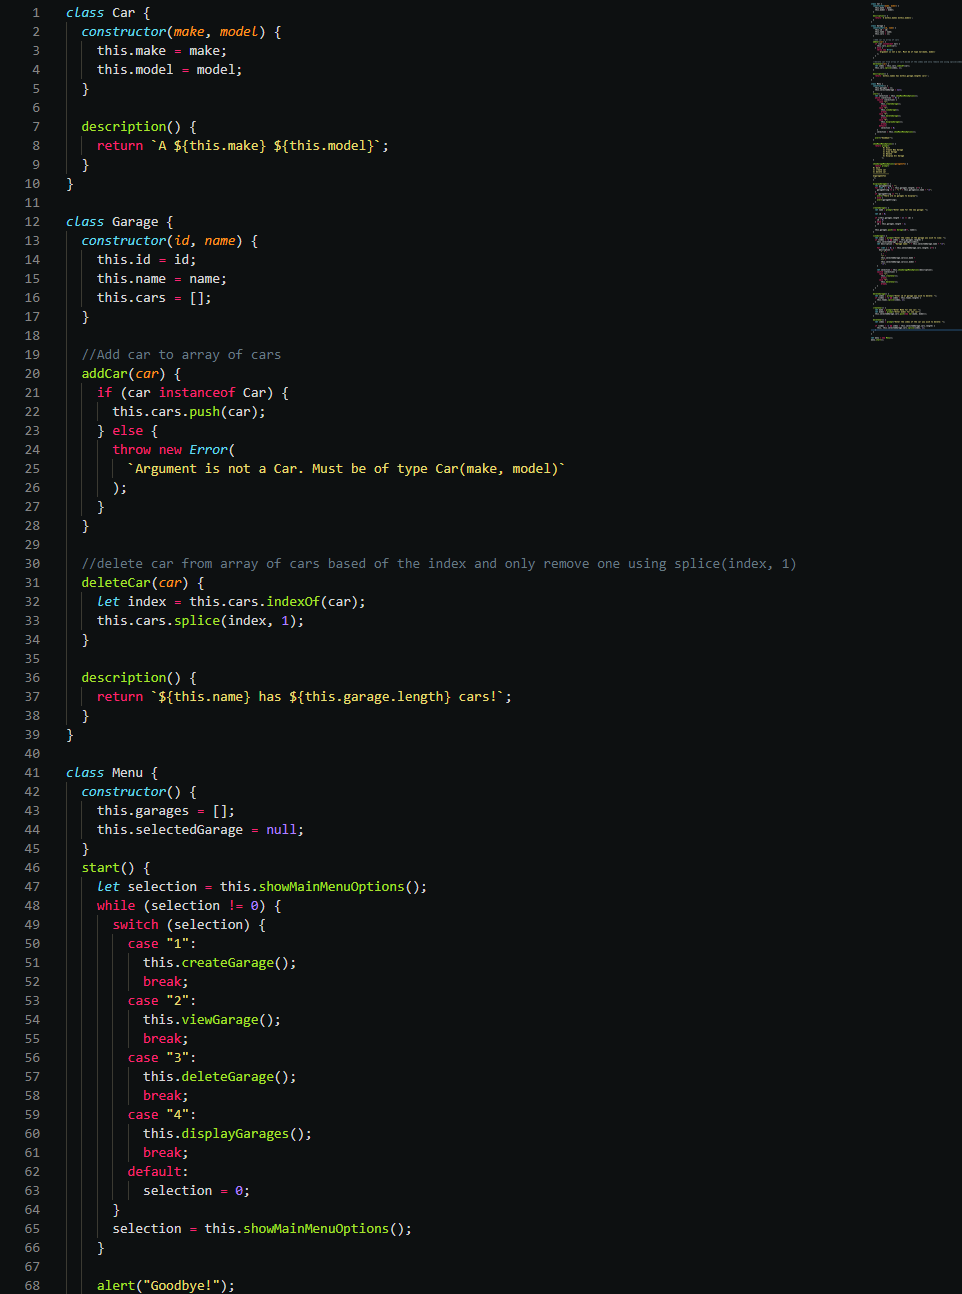 1 class Car {
2 constructor(make, model) {
3 this.make = make;
4 this.model = model;
5 }
6
7 description() {
8 return `A ${this.make} ${this.model}`;
9 }
10 }
11
12 class Garage {
13 constructor(id, name) {
14 this.id = id;
15 this.name = name;
16 this.cars = [];
17 }
18
19 //Add car to array of cars
20 addCar(car) {
21 if (car instanceof Car) {
22 this.cars.push(car);
23 } else {
24 throw new Error(
25 `Argument is not a Car. Must be of type Car(make, model)`
26 );
27 }
28 }
29
30 //delete car from array of cars based of the index and only remove one using splice(index, 1)
31 deleteCar(car) {
32 let index = this.cars.indexOf(car);
33 this.cars.splice(index, 1);
34 }
35
36 description() {
37 return `${this.name} has ${this.garage.length} cars!`;
38 }
39 }
40
41 class Menu {
42 constructor() {
43 this.garages = [];
44 this.selectedGarage = null;
45 }
46 start() {
47 let selection = this.showMainMenuOptions();
48 while (selection != 0) {
49 switch (selection) {
50 case "1":
51 this.createGarage();
52 break;
53 case "2":
54 this.viewGarage();
55 break;
56 case "3":
57 this.deleteGarage();
58 break;
59 case "4":
60 this.displayGarages();
61 break;
62 default:
63 selection = 0;
64 }
65 selection = this.showMainMenuOptions();
66 }
67
68 alert("Goodbye!");